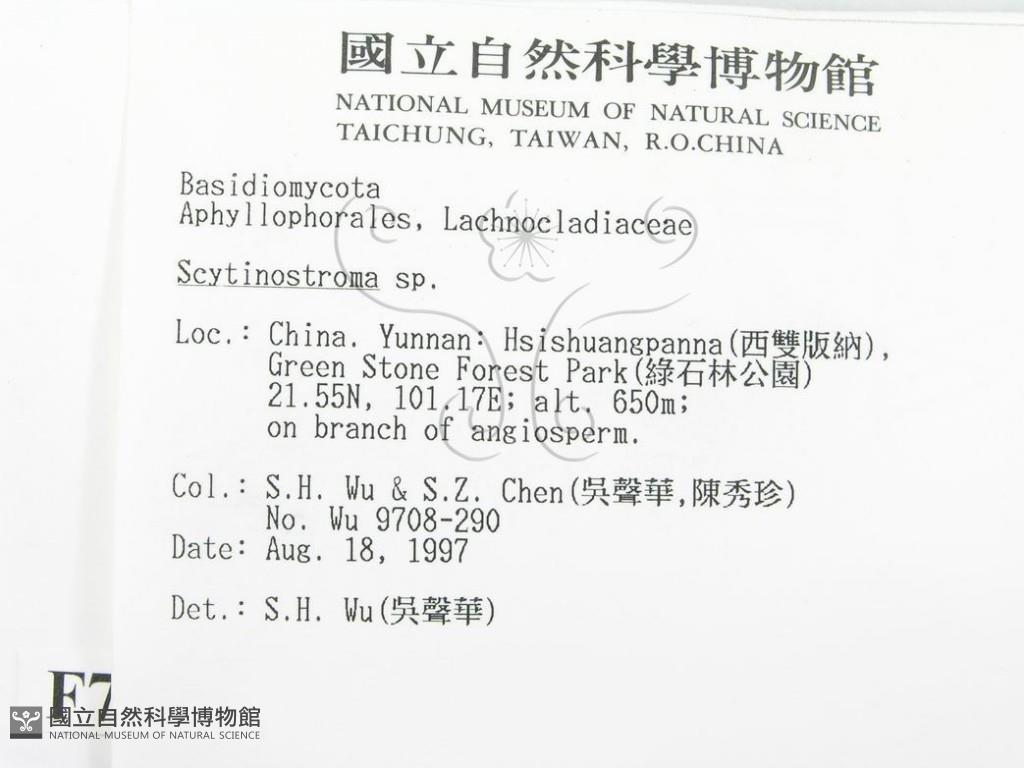 國立自然科學博物館
NATIONAL MUSEUM OF NATURAL SCIENCE
TAICHUNG, TAIWAN, R.O.CHINA
Basidiomycota
Aphyllophorales, Lachnocladiaceae
Scytinostroma sp.
Loc.: China. Yunnan: Hsishuangpanna(西雙版納),
Green Stone Forest Park(綠石林公園)
21.55N, 101.17E; alt. 650m;
on branch of angiosperm.
Col.: S.H. Wu & S.Z. Chen(吳聲華,陳秀珍)
No. Wu 9708-290
Date: Aug. 18, 1997
Det.: S.H. Wu(吳聲華)
F7
國立自然科學博物館
NATIONAL MUSEUM OF NATURAL SCIENCE